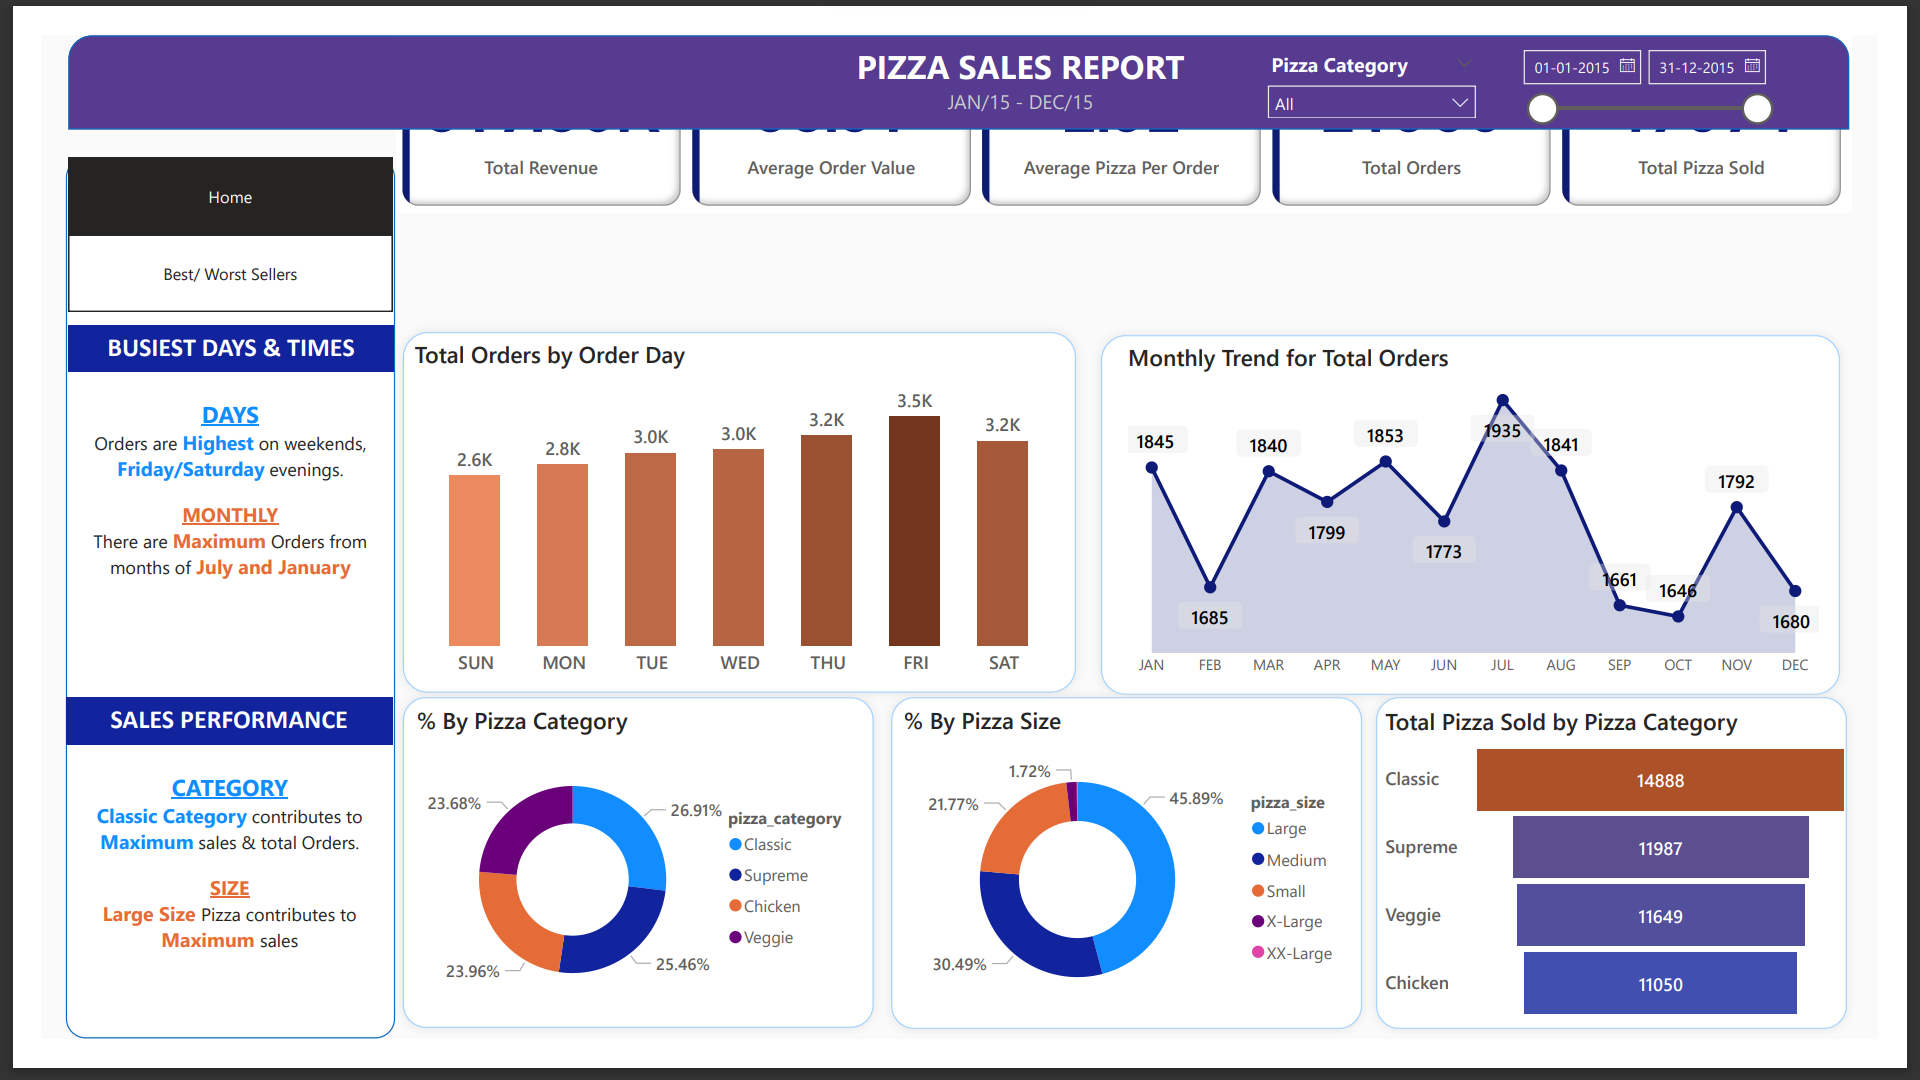 PIZZA SALES REPORT
JAN/15 - DEC/15
Pizza Category
All
01-01-2015
31-12-2015
Total Revenue
Average Order Value
Average Pizza Per Order
Total Orders
Total Pizza Sold
Home
Best/ Worst Sellers
BUSIEST DAYS & TIMES
DAYS
Orders are Highest on weekends,
Friday/Saturday evenings.
MONTHLY
There are Maximum Orders from
months of July and January
SALES PERFORMANCE
CATEGORY
Classic Category contributes to
Maximum sales & total Orders.
SIZE
Large Size Pizza contributes to
Maximum sales
Total Orders by Order Day
2.6K
2.8K
3.0K
3.0K
3.2K
3.5K
3.2K
SUN
MON
TUE
WED
THU
FRI
SAT
Monthly Trend for Total Orders
1845
1685
1840
1799
1853
1773
1935
1841
1661
1646
1792
1680
JAN
FEB
MAR
APR
MAY
JUN
JUL
AUG
SEP
OCT
NOV
DEC
% By Pizza Category
23.68%
26.91%
23.96%
25.46%
pizza_category
Classic
Supreme
Chicken
Veggie
% By Pizza Size
1.72%
21.77%
45.89%
30.49%
pizza_size
Large
Medium
Small
X-Large
XX-Large
Total Pizza Sold by Pizza Category
Classic
14888
Supreme
11987
Veggie
11649
Chicken
11050